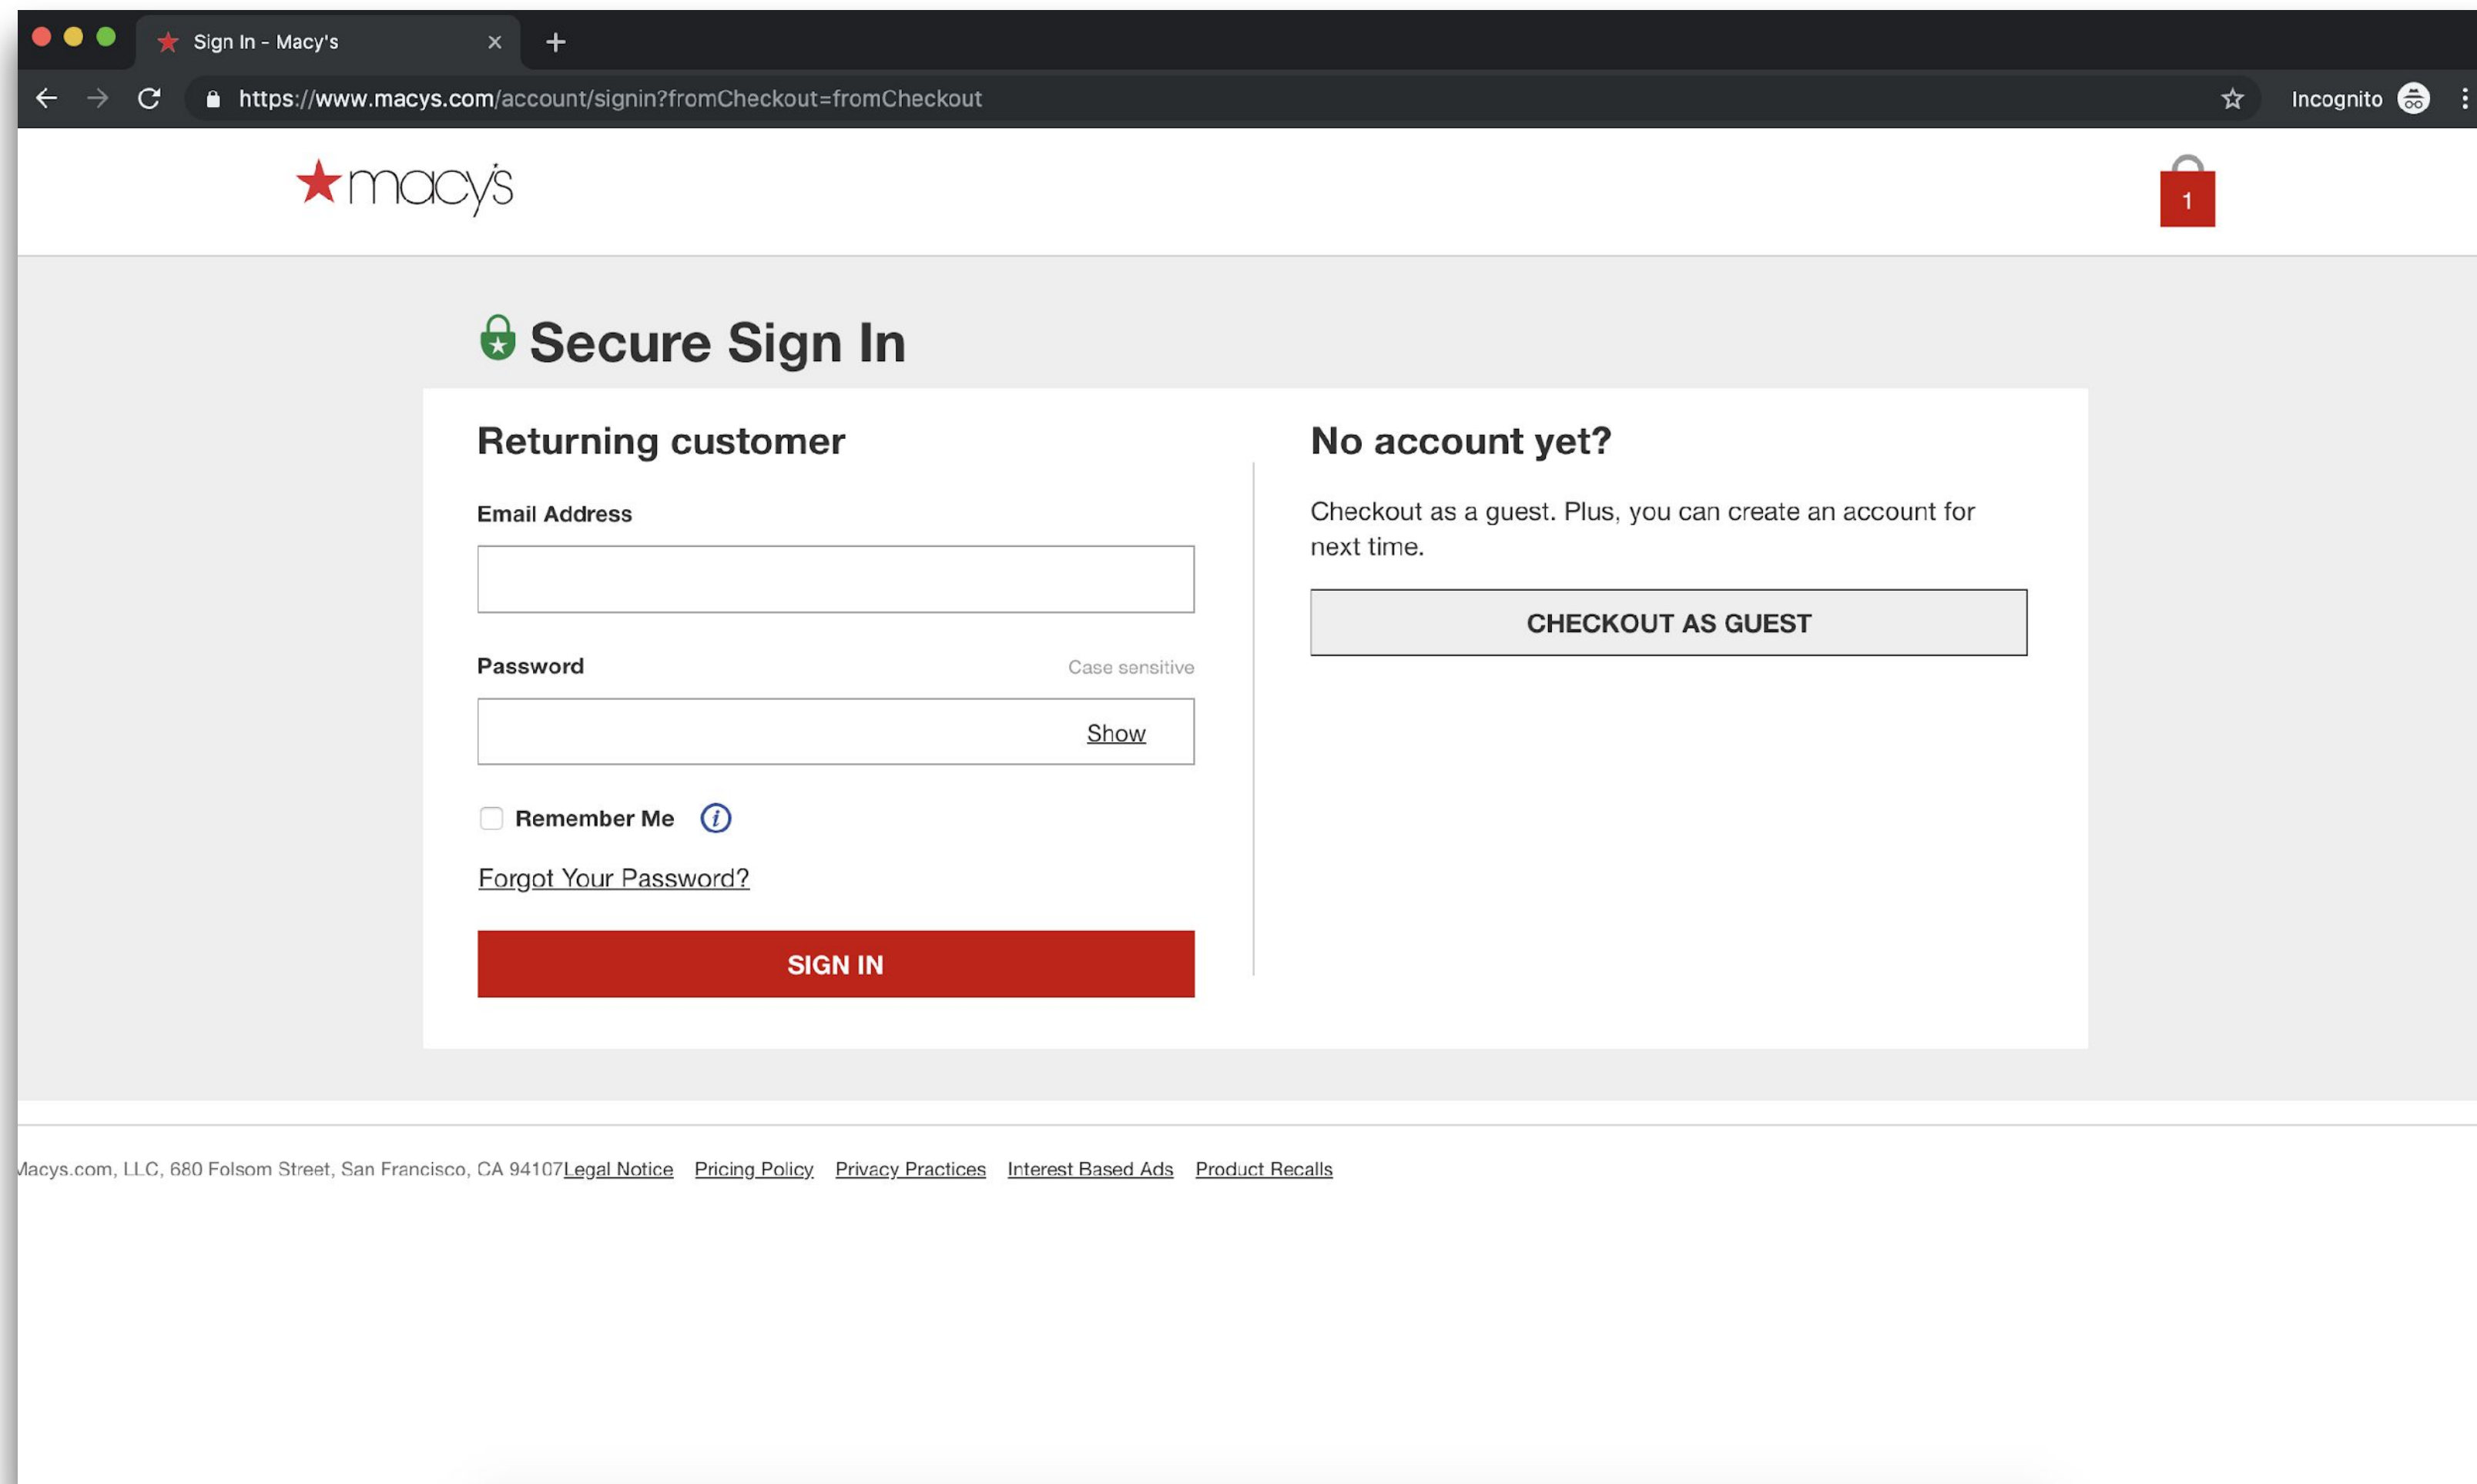 Sign In - Macy's
https://www.macys.com/account/signin?fromCheckout=fromCheckout
Incognito
macy's
1
Secure Sign In
Returning customer
Email Address
Password
Case sensitive
Show
Remember Me
Forgot Your Password?
SIGN IN
No account yet?
Checkout as a guest. Plus, you can create an account for
next time.
CHECKOUT AS GUEST
Macys.com, LLC, 680 Folsom Street, San Francisco, CA 94107 Legal Notice Pricing Policy Privacy Practices Interest Based Ads Product Recalls